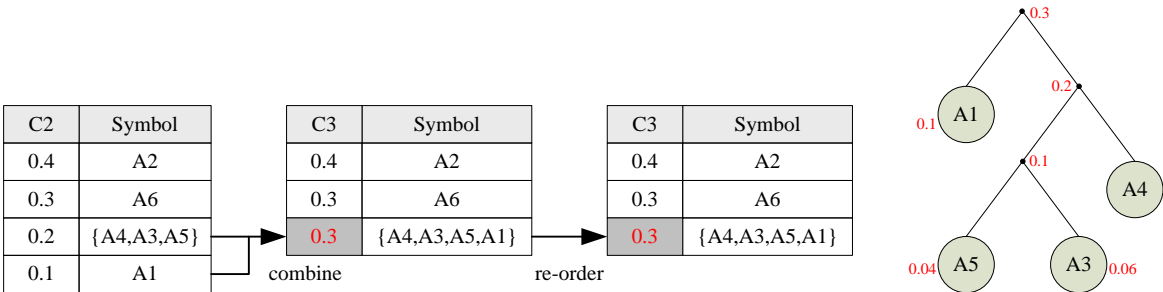 C2 Symbol
0.4 A2
0.3 A6
0.2 {A4,A3,A5}
0.1 A1
combine
C3 Symbol
0.4 A2
0.3 A6
0.3 {A4,A3,A5,A1}
re-order
C3 Symbol
0.4 A2
0.3 A6
0.3 {A4,A3,A5,A1}
0.3
0.2
0.1 A1
0.1
A4
0.04 A5 A3 0.06